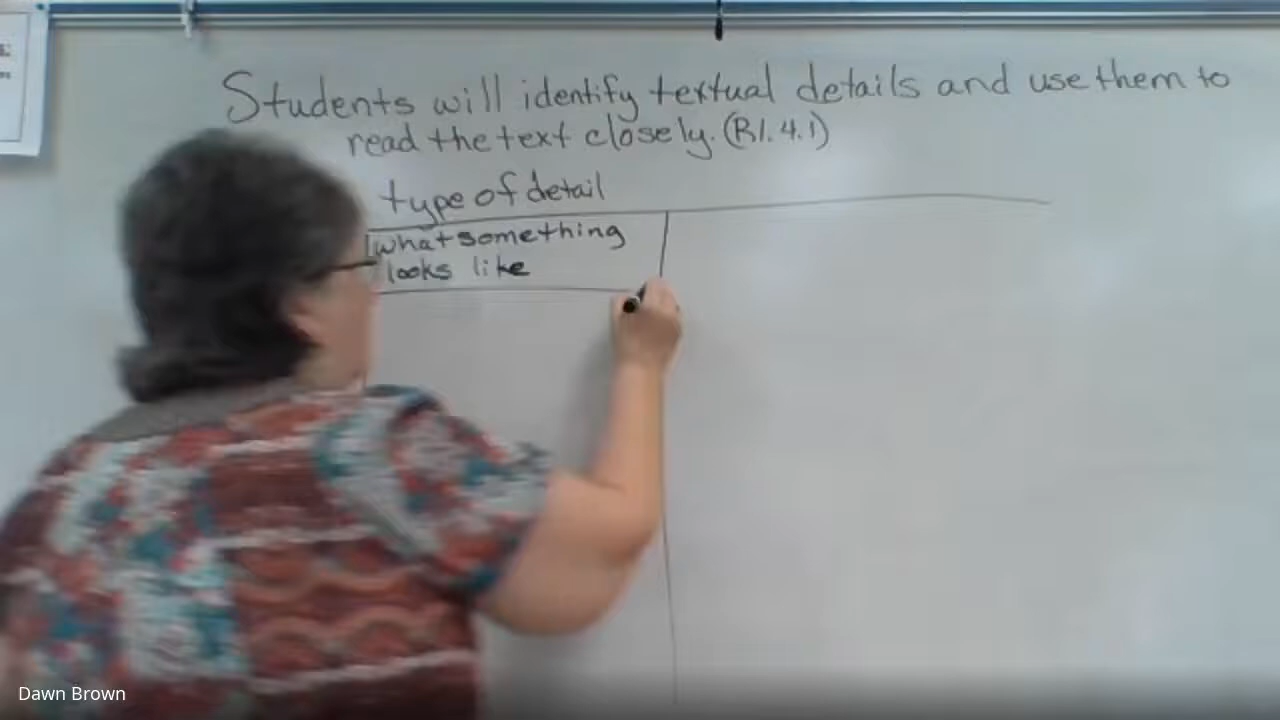 Students will identify textual details and use them to
read the text closely. (RI.4.1)
type of detail
what something
looks like
Dawn Brown